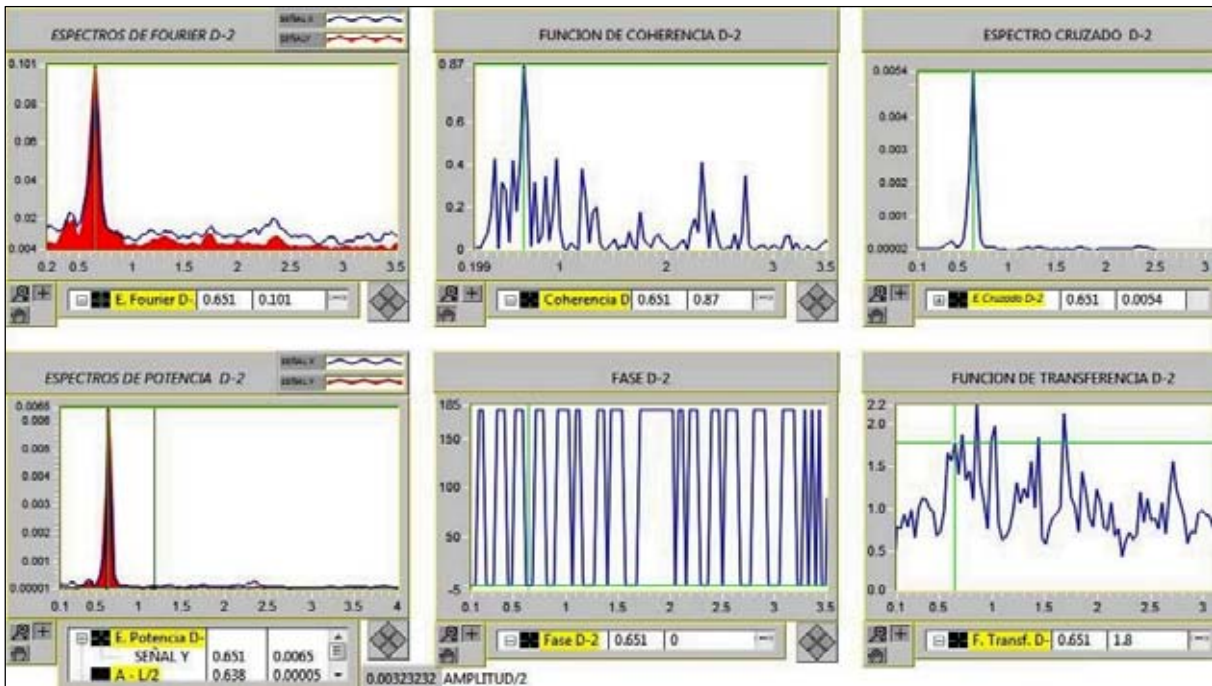 ESPECTROS DE FOURIER D-2
SEÑAL X
SEÑAL Y
0.101
0.08
0.06
0.04
0.02
0.004
0.2 0.5 1 1.5 2 2.5 3 3.5
E. Fourier D-. 0.651 0.101
FUNCION DE COHERENCIA D-2
0.87
0.6
0.4
0.2
0
0.199 1 2 3.5
Coherencia D 0.651 0.87
ESPECTRO CRUZADO D-2
0.0054
0.004
0.003
0.002
0.001
0.00002
0.1 0.5 1 1.5 2 2.5 3
E Cruzado D-2 0.651 0.0054
ESPECTROS DE POTENCIA D-2
0.0065
0.005
0.004
0.003
0.002
0.001
0.00001
0.1 0.5 1 1.5 2 2.5 3 3.5 4
E. Potencia D-
SEÑAL Y 0.651 0.0065
A - L/2 0.638 0.00005
0.00323232 AMPLITUD/2
FASE D-2
185
150
100
50
-5
0.1 0.5 1 1.5 2 2.5 3 3.5
Fase D-2 0.651 0
FUNCION DE TRANSFERENCIA D-2
2.2
2.0
1.5
1.0
0.5
0.0
0.1 0.5 1 1.5 2 2.5 3
F. Transf. D- 0.651 1.8